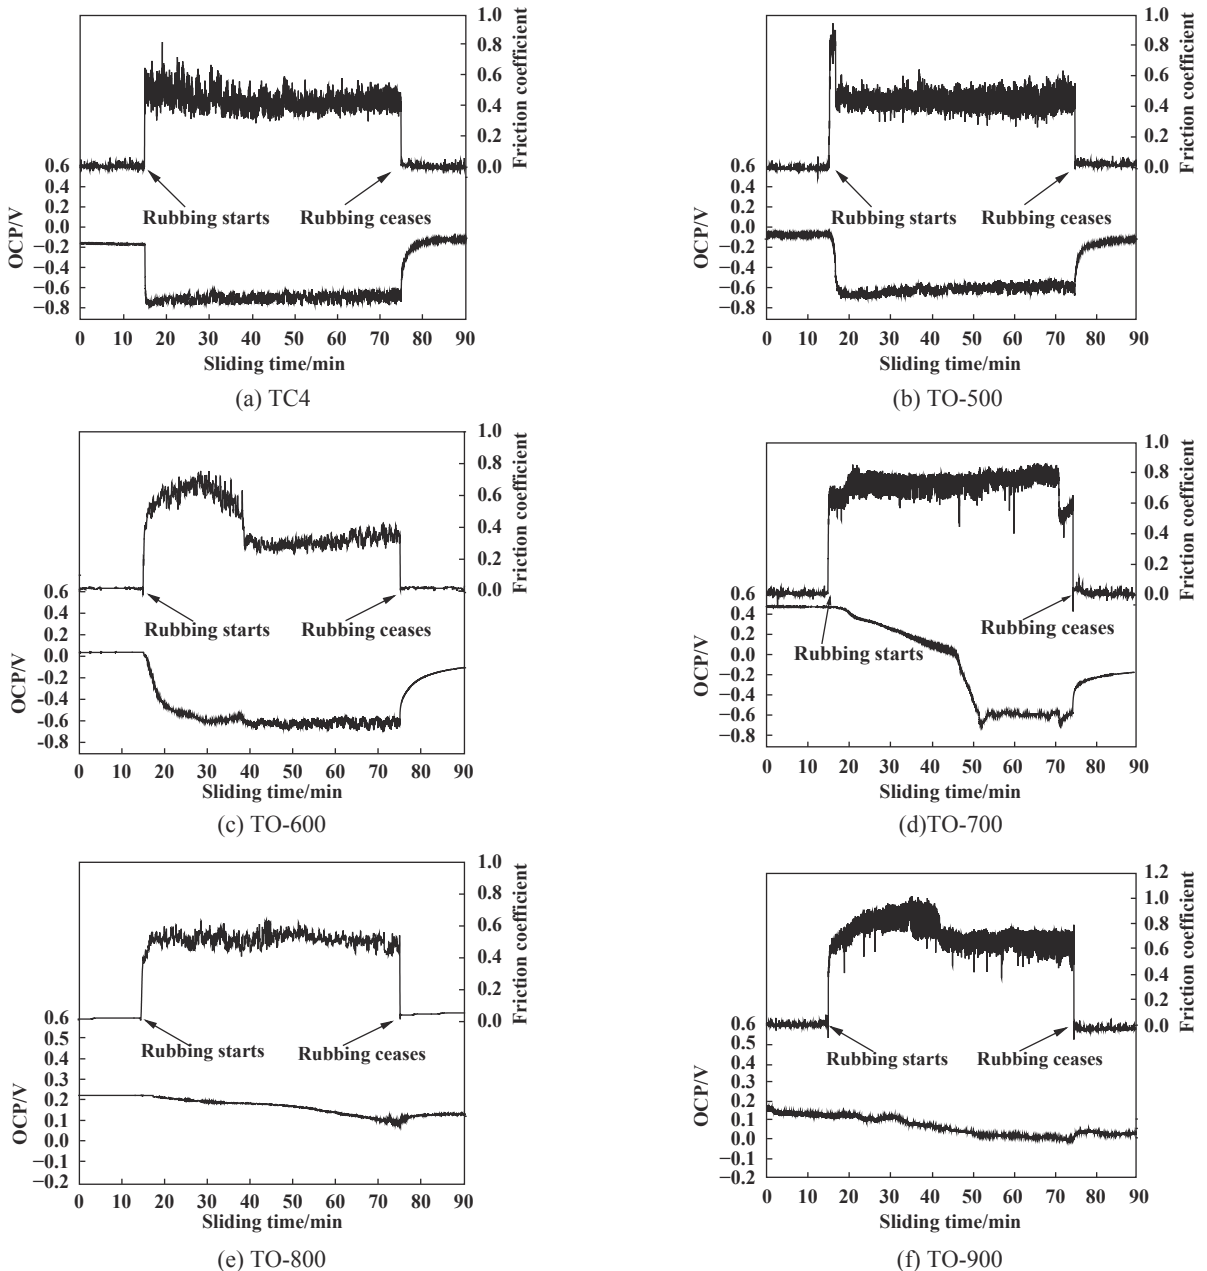 1.0
0.8
0.6
0.4
0.2
0.0
Friction coefficient
0.6
0.4
0.2
0.0
−0.2
−0.4
−0.6
−0.8
OCP/V
Rubbing starts
Rubbing ceases
0 10 20 30 40 50 60 70 80 90
Sliding time/min
(a) TC4
1.0
0.8
0.6
0.4
0.2
0.0
Friction coefficient
0.6
0.4
0.2
0.0
−0.2
−0.4
−0.6
−0.8
OCP/V
Rubbing starts
Rubbing ceases
0 10 20 30 40 50 60 70 80 90
Sliding time/min
(b) TO-500
1.0
0.8
0.6
0.4
0.2
0.0
Friction coefficient
0.6
0.4
0.2
0.0
-0.2
-0.4
-0.6
-0.8
OCP/V
Rubbing starts
Rubbing ceases
0 10 20 30 40 50 60 70 80 90
Sliding time/min
(c) TO-600
1.0
0.8
0.6
0.4
0.2
0.0
Friction coefficient
0.6
0.4
0.2
0.0
−0.2
−0.4
−0.6
−0.8
OCP/V
Rubbing starts
Rubbing ceases
0 10 20 30 40 50 60 70 80 90
Sliding time/min
(d)TO-700
1.0
0.8
0.6
0.4
0.2
0.0
Friction coefficient
0.6
0.5
0.4
0.3
0.2
0.1
0.0
−0.1
−0.2
OCP/V
Rubbing starts
Rubbing ceases
0 10 20 30 40 50 60 70 80 90
Sliding time/min
(e) TO-800
1.2
1.0
0.8
0.6
0.4
0.2
0.0
Friction coefficient
0.6
0.5
0.4
0.3
0.2
0.1
0.0
−0.1
−0.2
OCP/V
Rubbing starts
Rubbing ceases
0 10 20 30 40 50 60 70 80 90
Sliding time/min
(f) TO-900